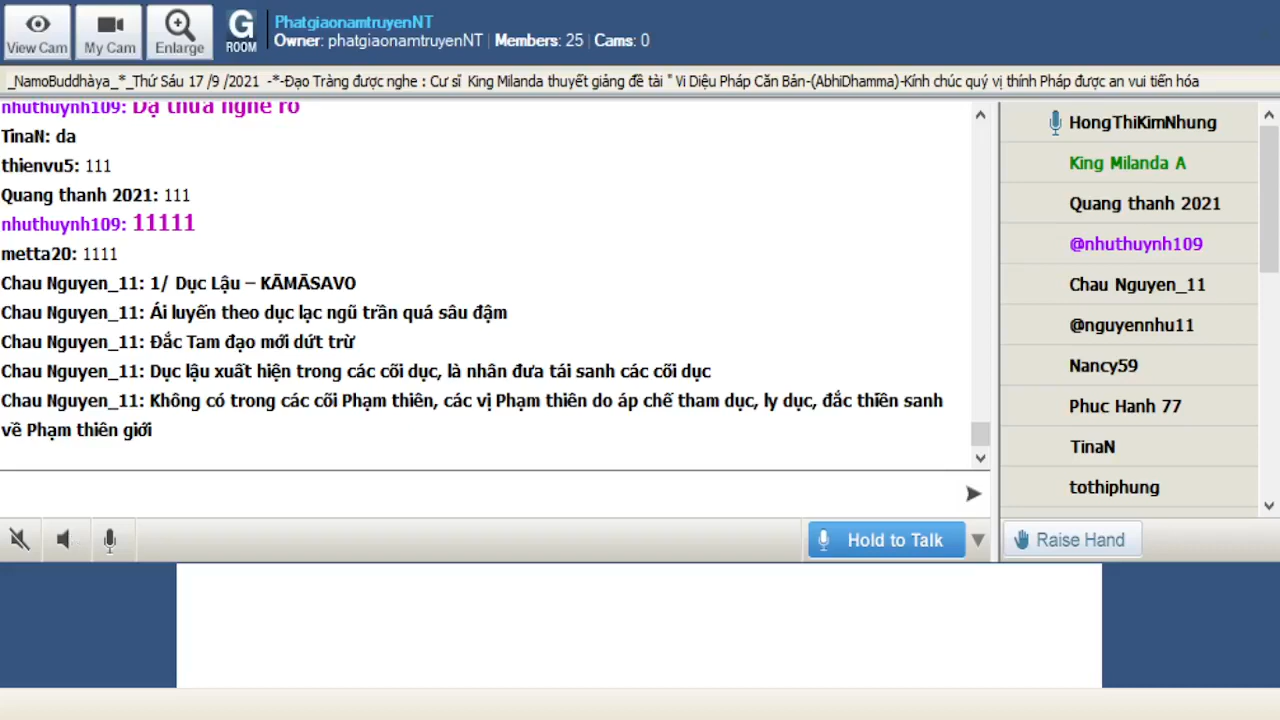 View Cam
My Cam
Enlarge
G
ROOM
PhatgiaonamtruyenNT
Owner: phatgiaonamtruyenNT | Members: 25 | Cams: 0
_NamoBuddhàya_*_Thứ Sáu 17 /9 /2021 -*-Đạo Tràng được nghe : Cư sĩ King Milanda thuyết giảng đề tài " Vi Diệu Pháp Căn Bản-(AbhiDhamma)-Kính chúc quý vị thính Pháp được an vui tiến hóa
nhuthuynh109: Dạ thưa nghe rõ
TinaN: da
thienvu5: 111
Quang thanh 2021: 111
nhuthuynh109: 11111
metta20: 1111
Chau Nguyen_11: 1/ Dục Lậu – KĀMĀSAVO
Chau Nguyen_11: Ái luyến theo dục lạc ngũ trần quá sâu đậm
Chau Nguyen_11: Đắc Tam đạo mới dứt trừ
Chau Nguyen_11: Dục lậu xuất hiện trong các cõi dục, là nhân đưa tái sanh các cõi dục
Chau Nguyen_11: Không có trong các cõi Phạm thiên, các vị Phạm thiên do áp chế tham dục, ly dục, đắc thiền sanh
về Phạm thiên giới
HongThiKimNhung
King Milanda A
Quang thanh 2021
@nhuthuynh109
Chau Nguyen_11
@nguyennhu11
Nancy59
Phuc Hanh 77
TinaN
tothiphung
Hold to Talk
Raise Hand